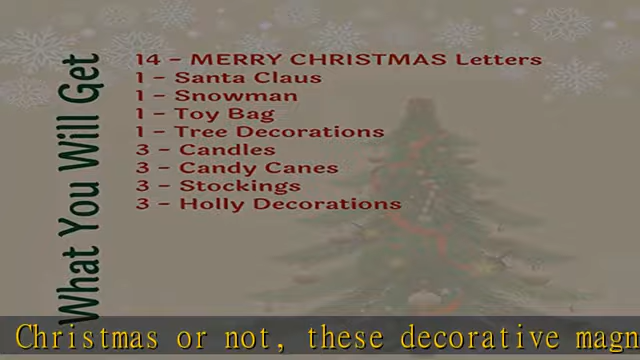 What You Will Get
14 - MERRY CHRISTMAS Letters
1 - Santa Claus
1 - Snowman
1 - Toy Bag
1 - Tree Decorations
3 - Candles
3 - Candy Canes
3 - Stockings
3 - Holly Decorations
Christmas or not, these decorative magn